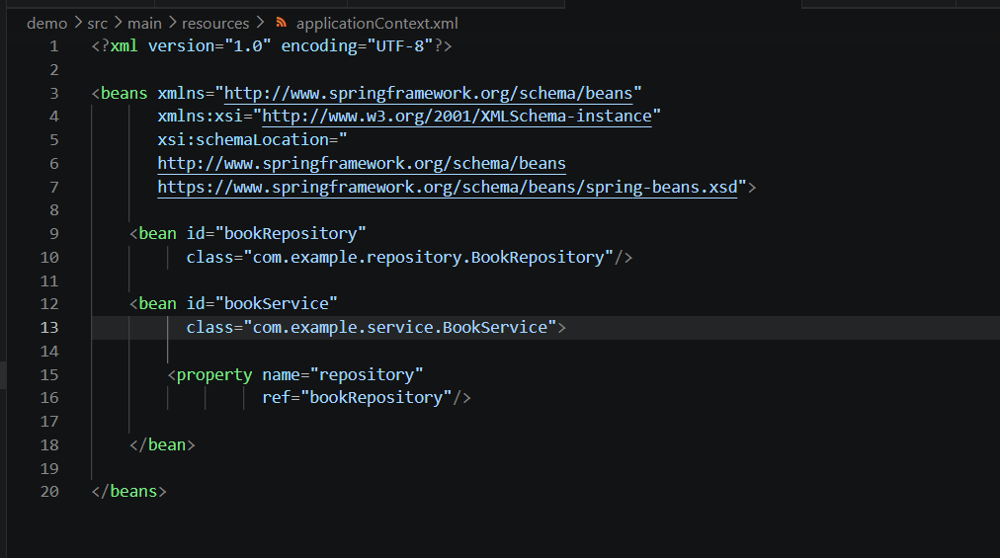 demo > src > main > resources > applicationContext.xml
1 <?xml version="1.0" encoding="UTF-8"?>
2
3 <beans xmlns="http://www.springframework.org/schema/beans"
4 xmlns:xsi="http://www.w3.org/2001/XMLSchema-instance"
5 xsi:schemaLocation="
6 http://www.springframework.org/schema/beans
7 https://www.springframework.org/schema/beans/spring-beans.xsd">
8
9 <bean id="bookRepository"
10 class="com.example.repository.BookRepository"/>
11
12 <bean id="bookService"
13 class="com.example.service.BookService">
14
15 <property name="repository"
16 ref="bookRepository"/>
17
18 </bean>
19
20 </beans>